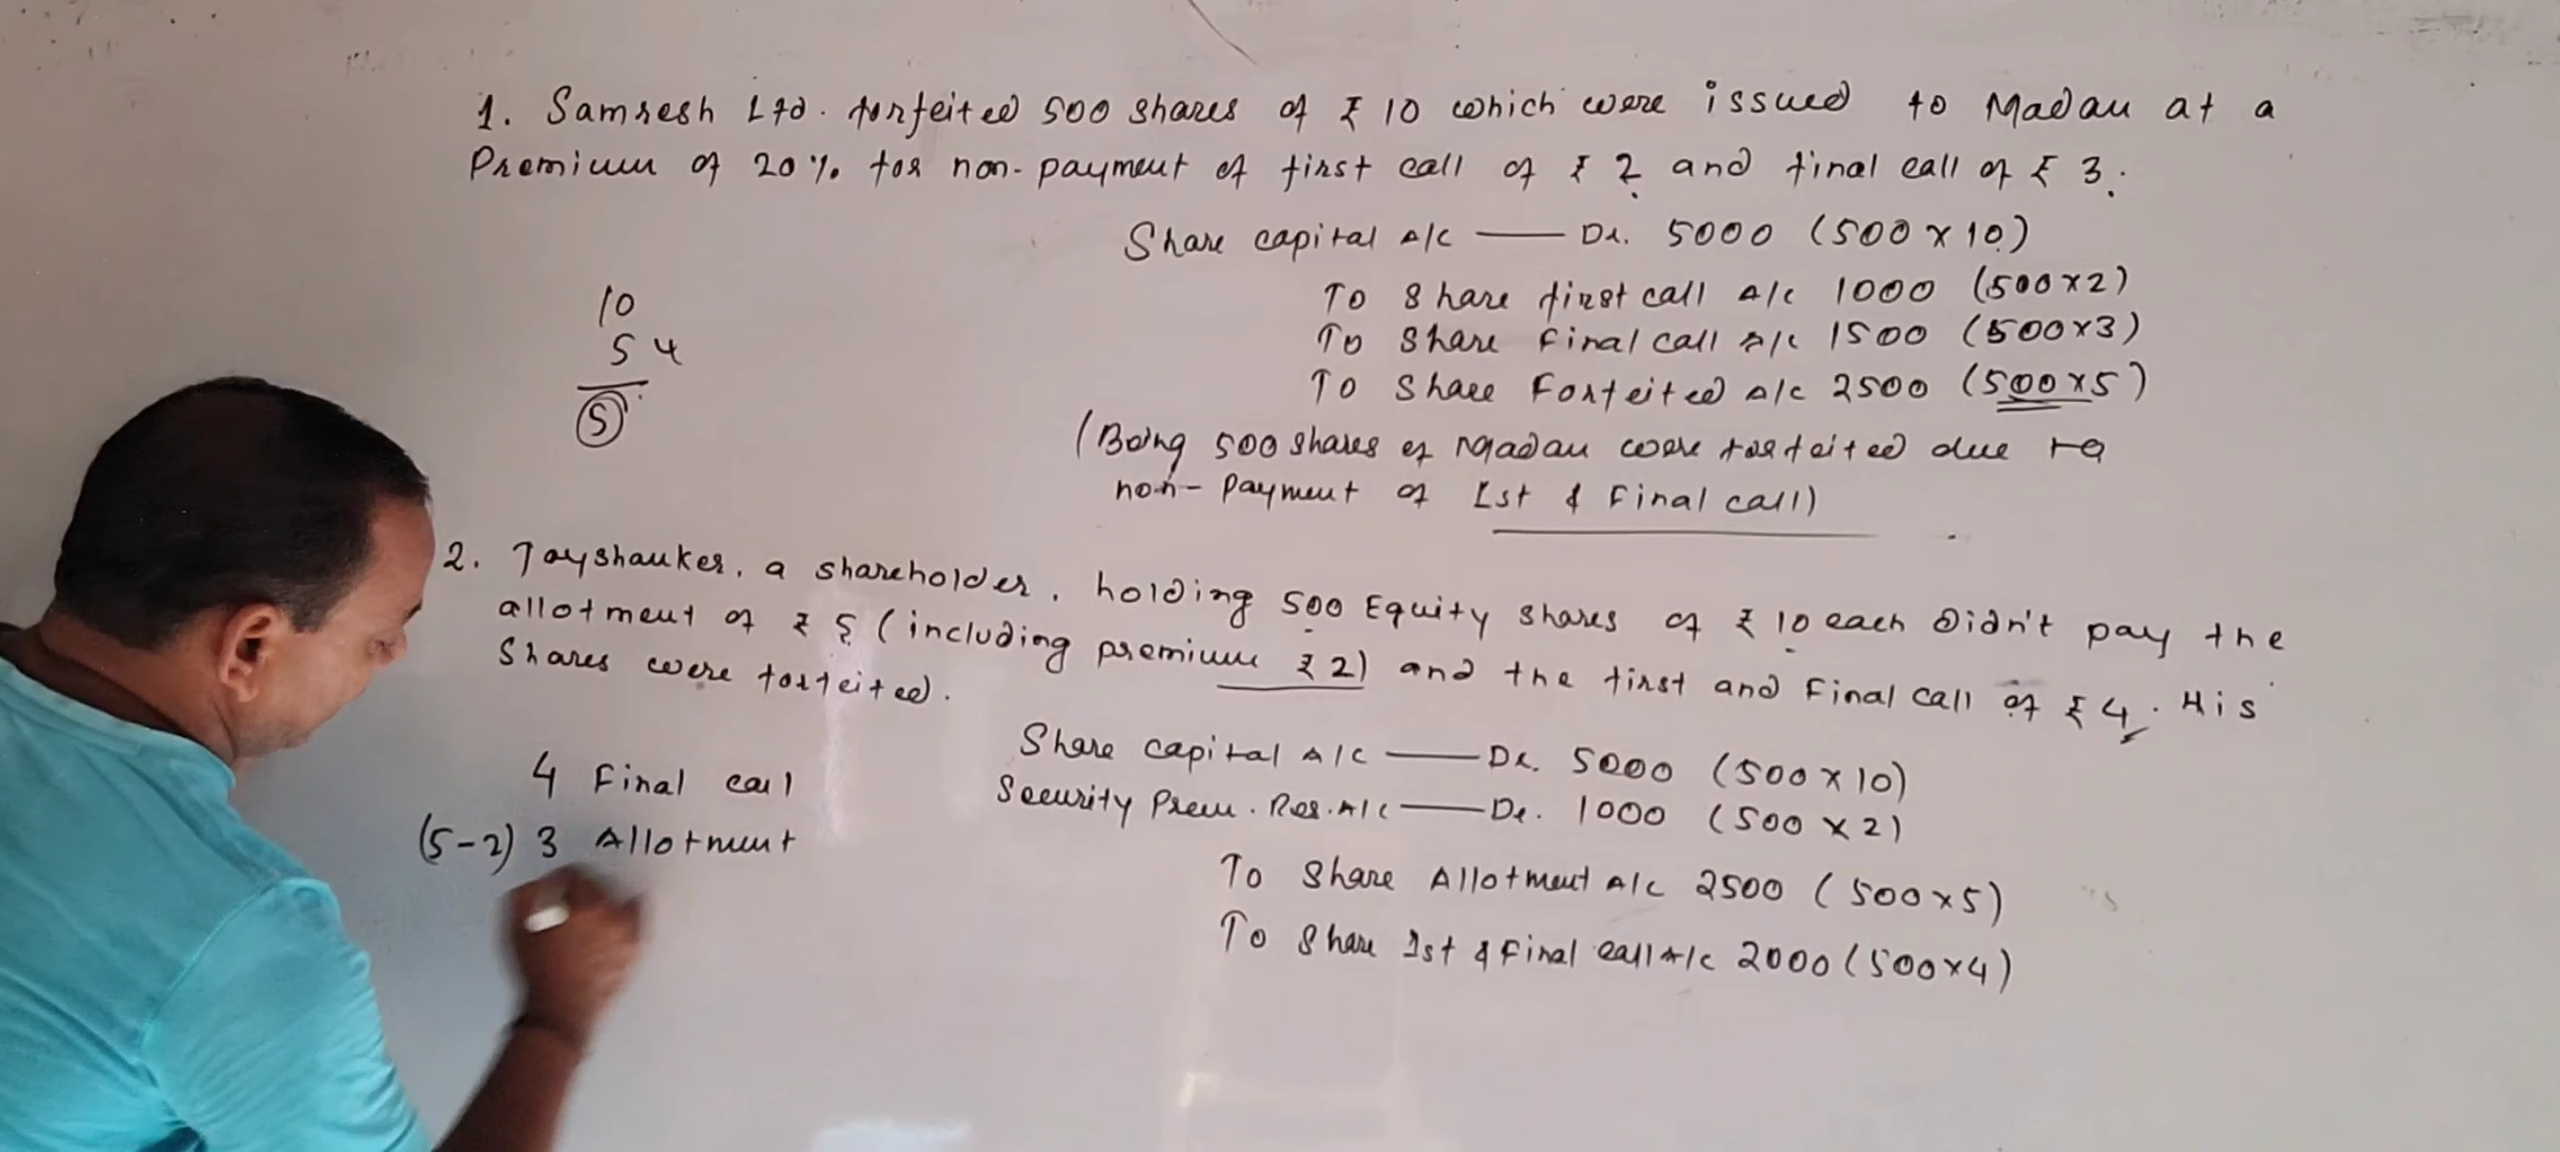 1. Samresh Ltd. forfeited 500 shares of ₹ 10 which were issued to Madan at a
Premium of 20% for non-payment of first call of ₹ 2 and final call of ₹ 3.
Share capital A/c —— Dr. 5000 (500 x 10)
To Share first call A/c 1000 (500x2)
To Share Final call A/c 1500 (500x3)
To Share Forfeited A/c 2500 (500x5)
(Being 500 shares of Madan were forfeited due to
non-payment of Ist & Final call)
10
5 4
5
2. Jayshanker, a shareholder, holding 500 Equity shares of ₹ 10 each Didn't pay the
allotment of ₹ 5 (including premium ₹ 2) and the first and Final call of ₹ 4. His
Shares were forfeited.
Share capital A/c —— Dr. 5000 (500 x 10)
Security Prem. Res. A/c —— Dr. 1000 (500 x 2)
To Share Allotment A/c 2500 (500x5)
To Share Ist & Final call A/c 2000 (500x4)
4 Final call
(5-2) 3 Allotment